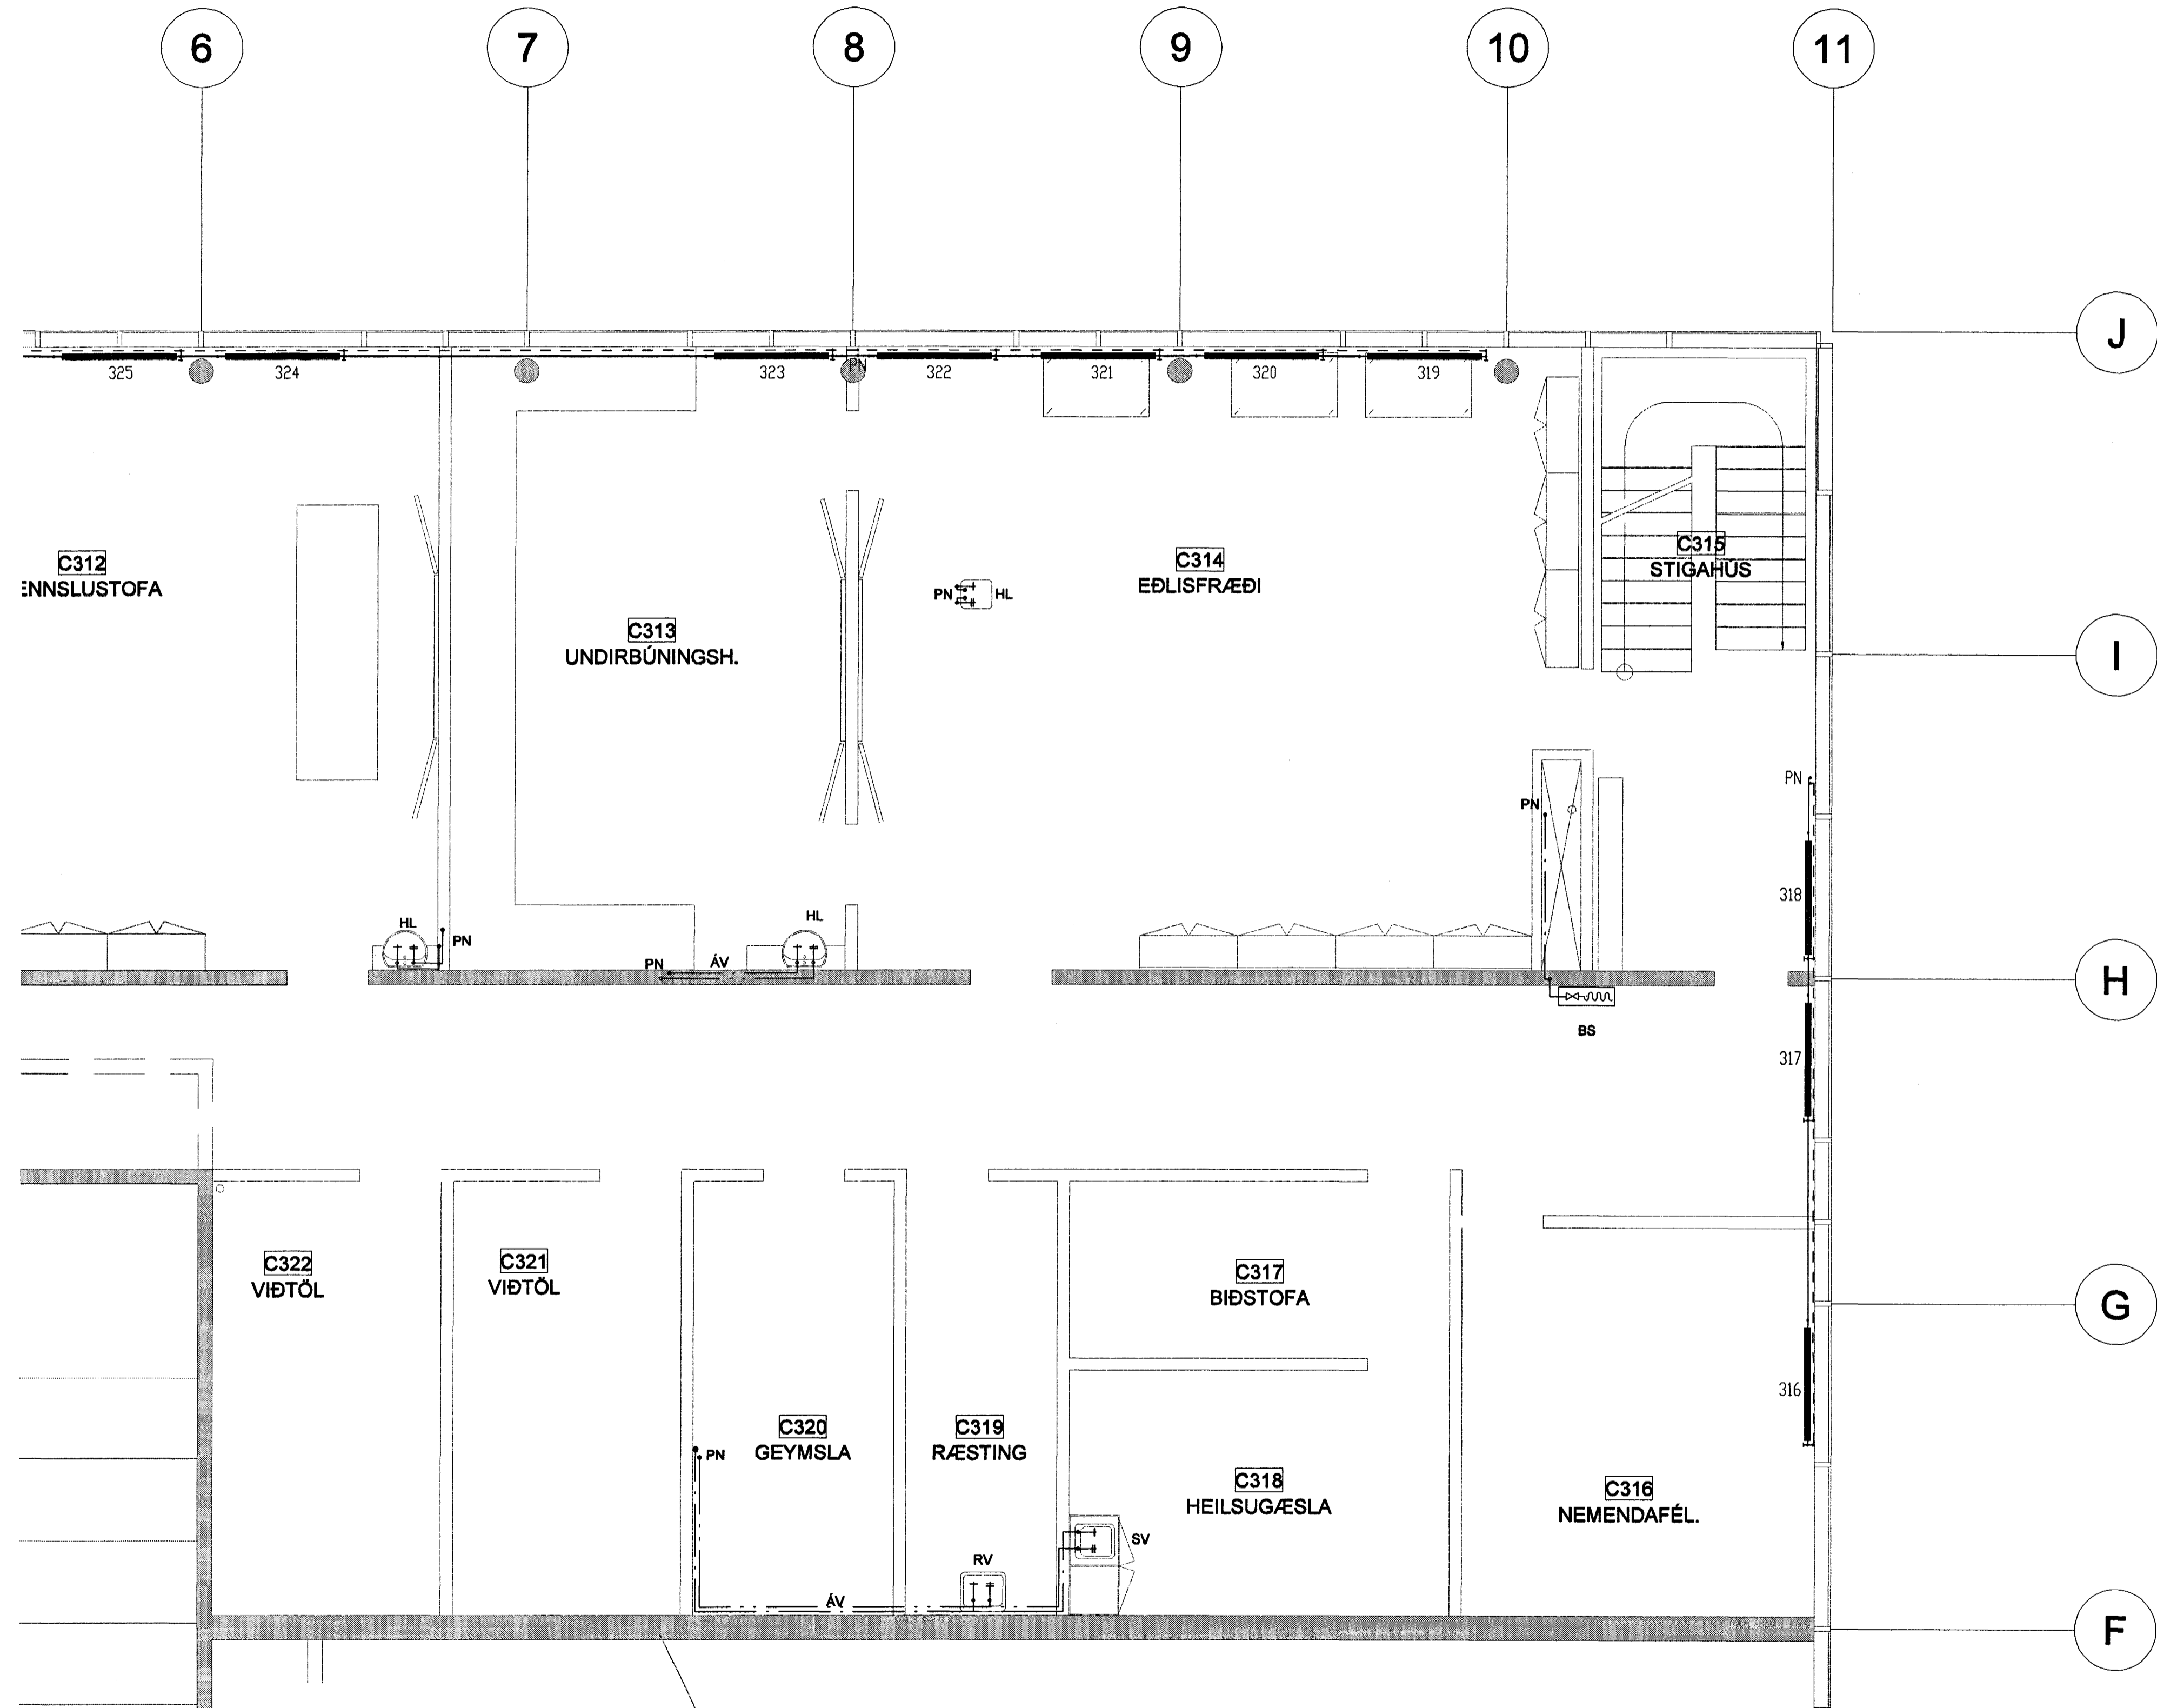 6 7 8 9 10 11
J
325 324 323 PN 322 321 320 319
C312
ENNSLUSTOFA
C313
UNDIRBÚNINGSH.
PN HL
C314
EÐLISFRÆÐI
C315
STIGAHÚS
I
PN
PN
318
HL
PN
HL
PN ÁV
H
BS
317
C322
VIÐTÖL
C321
VIÐTÖL
C317
BIÐSTOFA
G
316
PN
C320
GEYMSLA
C319
RÆSTING
C318
HEILSUGÆSLA
C316
NEMENDAFÉL.
SV
RV
ÁV
F